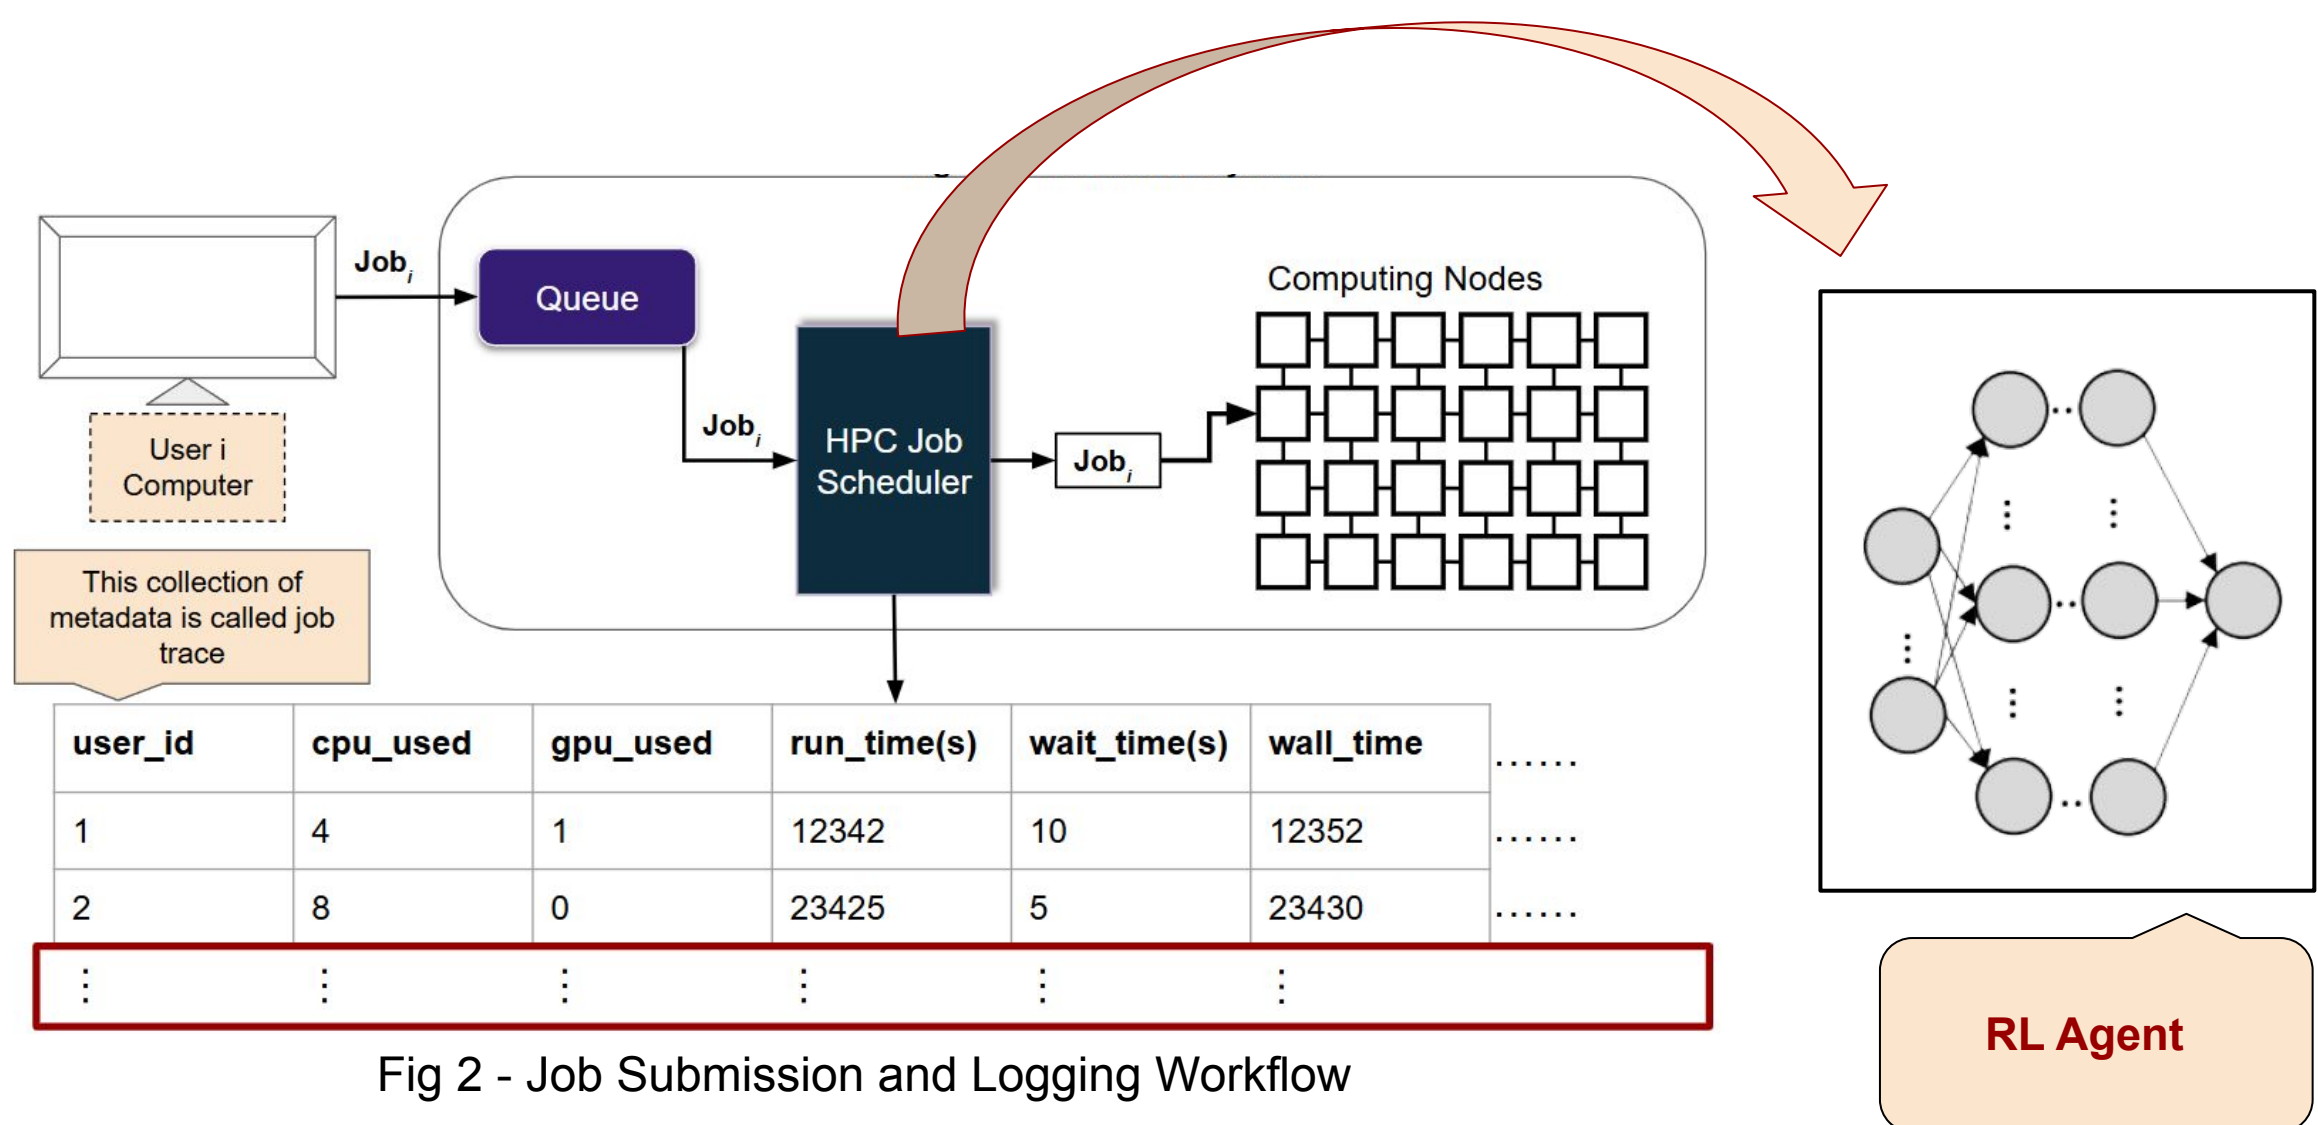 Job i
Queue
Computing Nodes
Job i
HPC Job
Scheduler
Job i
User i
Computer
This collection of
metadata is called job
trace
user_id cpu_used gpu_used run_time(s) wait_time(s) wall_time ......
1 4 1 12342 10 12352 ......
2 8 0 23425 5 23430 ......
RL Agent
Fig 2 - Job Submission and Logging Workflow